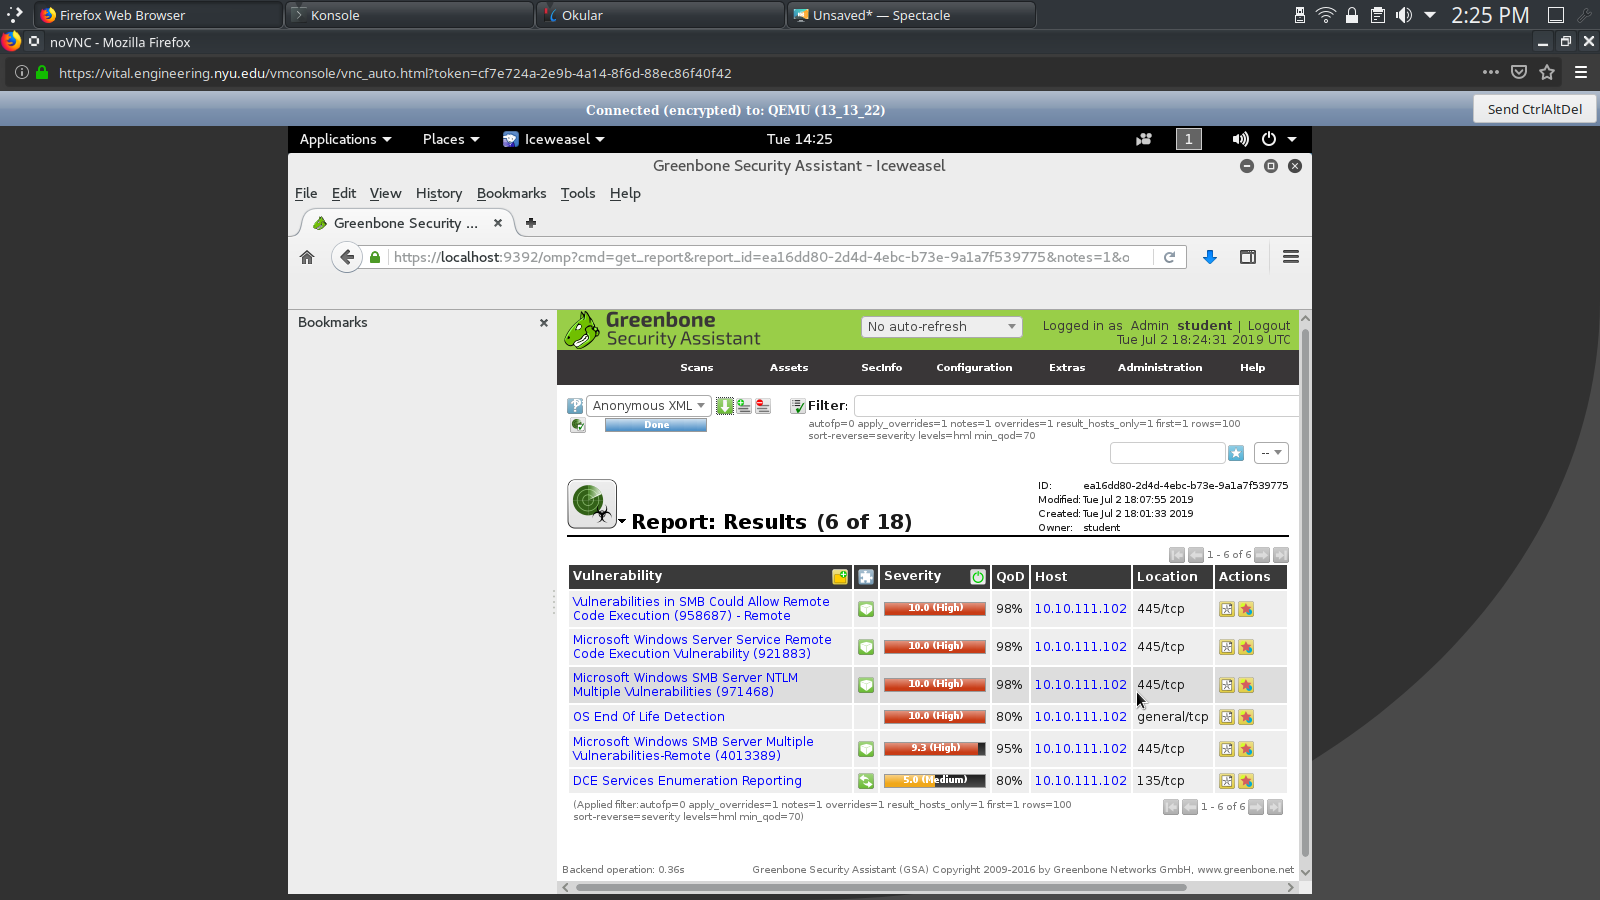 Firefox Web Browser
Konsole
Okular
Unsaved* — Spectacle
2:25 PM
noVNC - Mozilla Firefox
https://vital.engineering.nyu.edu/vmconsole/vnc_auto.html?token=cf7e724a-2e9b-4a14-8f6d-88ec86f40f42
Connected (encrypted) to: QEMU (13_13_22)
Send CtrlAltDel
Applications Places Iceweasel Tue 14:25 1
Greenbone Security Assistant - Iceweasel
File Edit View History Bookmarks Tools Help
Greenbone Security ...
https://localhost:9392/omp?cmd=get_report&report_id=ea16dd80-2d4d-4ebc-b73e-9a1a7f539775&notes=1&o
Bookmarks
Greenbone
Security Assistant
No auto-refresh
Logged in as Admin student | Logout
Tue Jul 2 18:24:31 2019 UTC
Scans Assets SecInfo Configuration Extras Administration Help
Anonymous XML
Filter:
Done
autofp=0 apply_overrides=1 notes=1 overrides=1 result_hosts_only=1 first=1 rows=100
sort-reverse=severity levels=hml min_qod=70
--
ID: ea16dd80-2d4d-4ebc-b73e-9a1a7f539775
Modified: Tue Jul 2 18:07:55 2019
Created: Tue Jul 2 18:01:33 2019
Owner: student
Report: Results (6 of 18)
1 - 6 of 6
Vulnerability Severity QoD Host Location Actions
Vulnerabilities in SMB Could Allow Remote
Code Execution (958687) - Remote
10.0 (High) 98% 10.10.111.102 445/tcp
Microsoft Windows Server Service Remote
Code Execution Vulnerability (921883)
10.0 (High) 98% 10.10.111.102 445/tcp
Microsoft Windows SMB Server NTLM
Multiple Vulnerabilities (971468)
10.0 (High) 98% 10.10.111.102 445/tcp
OS End Of Life Detection 10.0 (High) 80% 10.10.111.102 general/tcp
Microsoft Windows SMB Server Multiple
Vulnerabilities-Remote (4013389)
9.3 (High) 95% 10.10.111.102 445/tcp
DCE Services Enumeration Reporting 5.0 (Medium) 80% 10.10.111.102 135/tcp
(Applied filter:autofp=0 apply_overrides=1 notes=1 overrides=1 result_hosts_only=1 first=1 rows=100
sort-reverse=severity levels=hml min_qod=70)
1 - 6 of 6
Backend operation: 0.36s
Greenbone Security Assistant (GSA) Copyright 2009-2016 by Greenbone Networks GmbH, www.greenbone.net